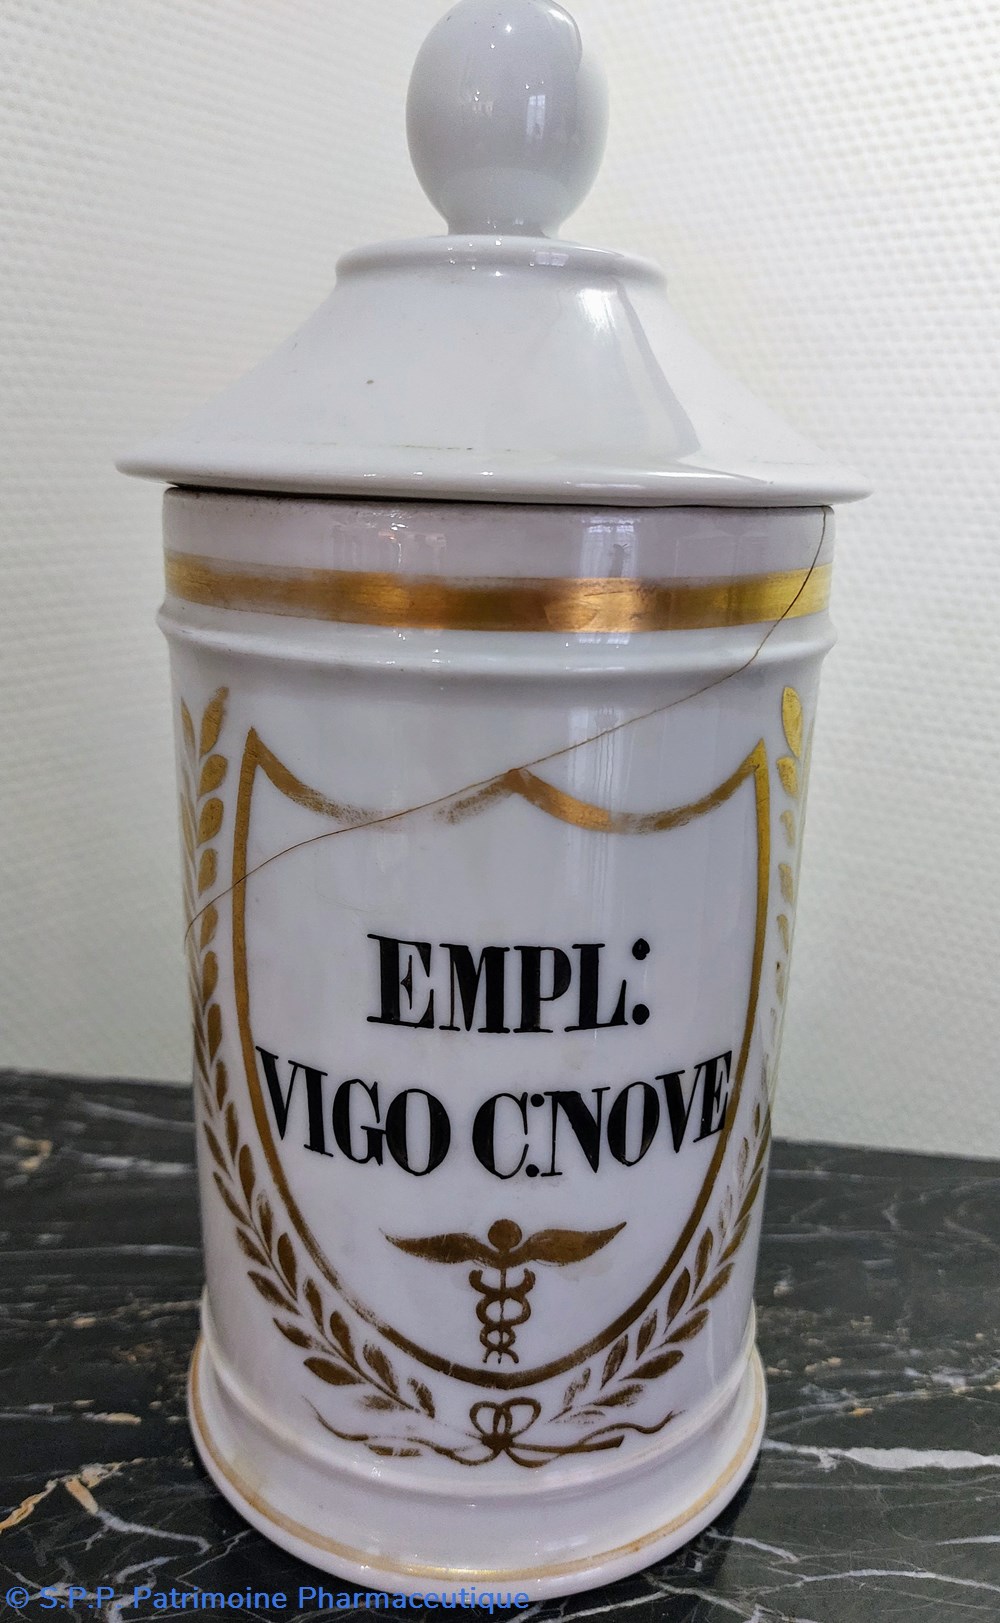 EMPL:
VIGO C:NOVE
© S.P.P. Patrimoine Pharmaceutique